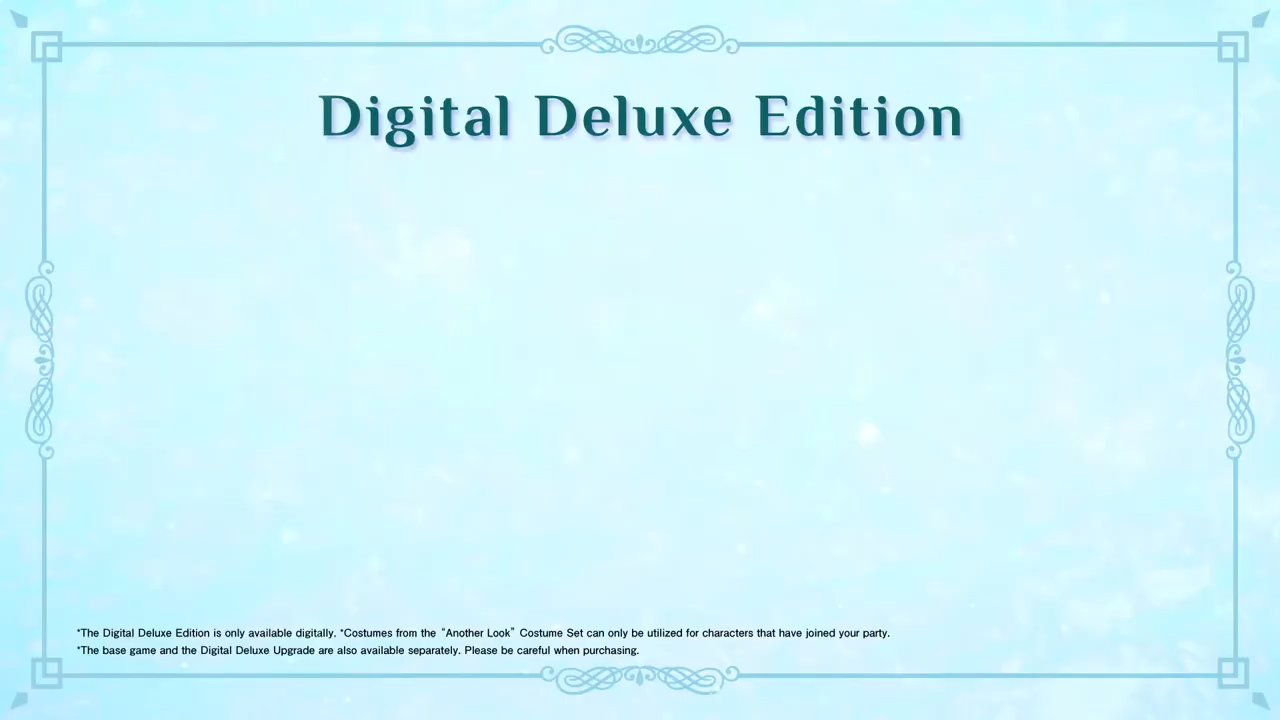 Digital Deluxe Edition
*The Digital Deluxe Edition is only available digitally. *Costumes from the “Another Look” Costume Set can only be utilized for characters that have joined your party.
*The base game and the Digital Deluxe Upgrade are also available separately. Please be careful when purchasing.